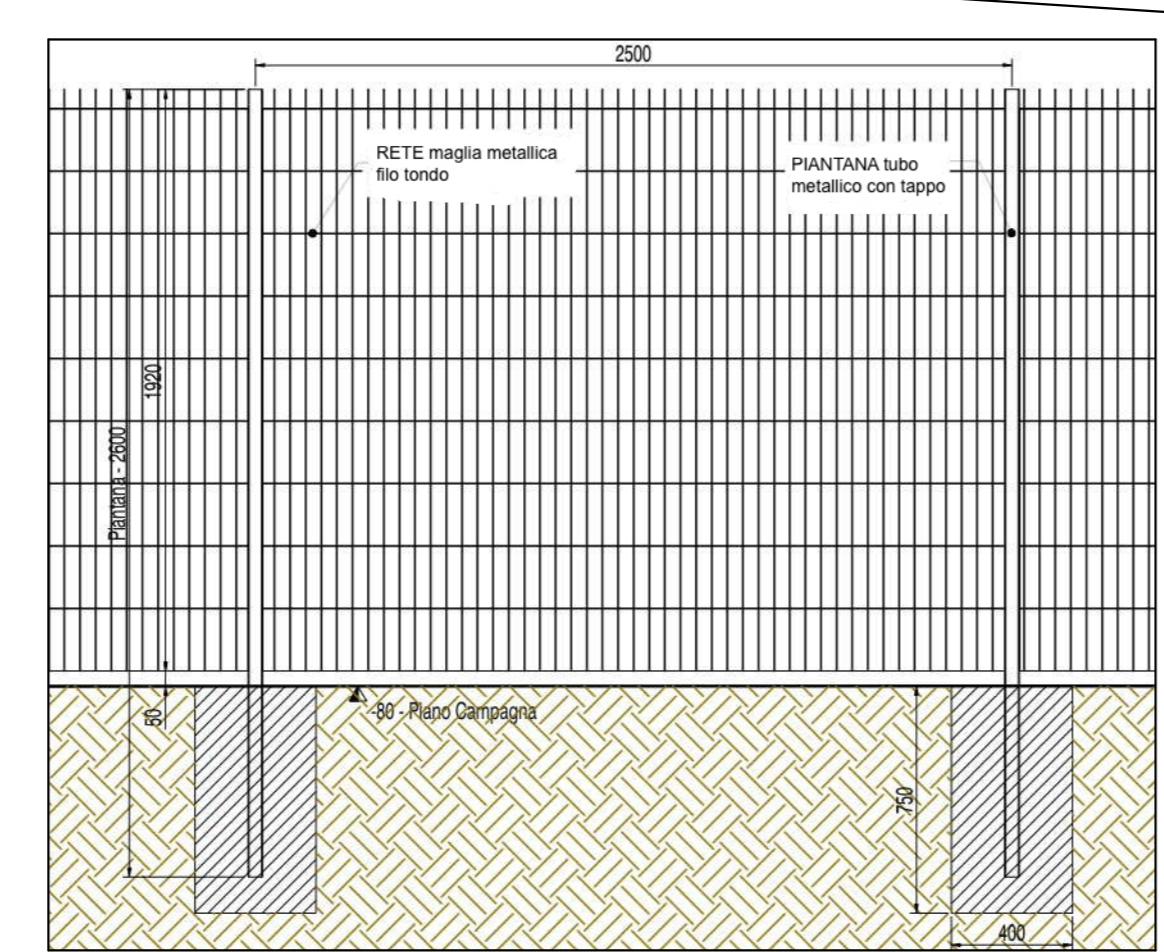 2500
RETE maglia metallica
filo tondo
PIANTANA tubo
metallico con tappo
1920
Piantana - 2600
50
-80 - Piano Campagna
750
400